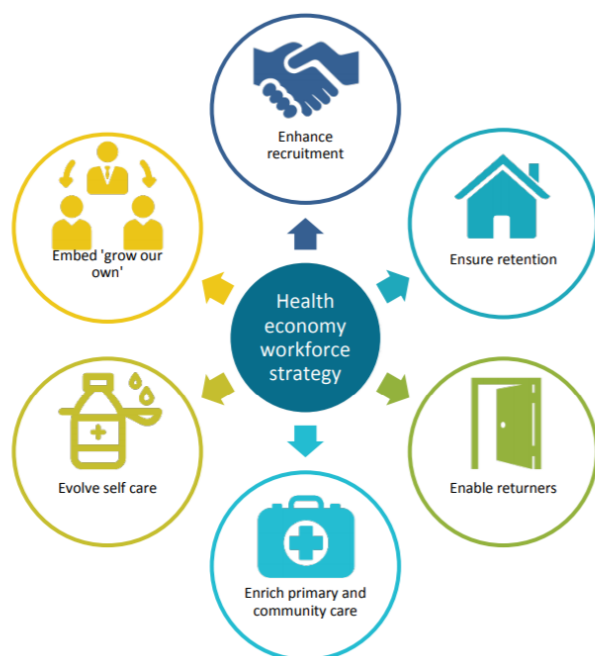 Enhance
recruitment
Embed 'grow our
own'
Ensure retention
Health
economy
workforce
strategy
Evolve self care
Enable returners
Enrich primary and
community care